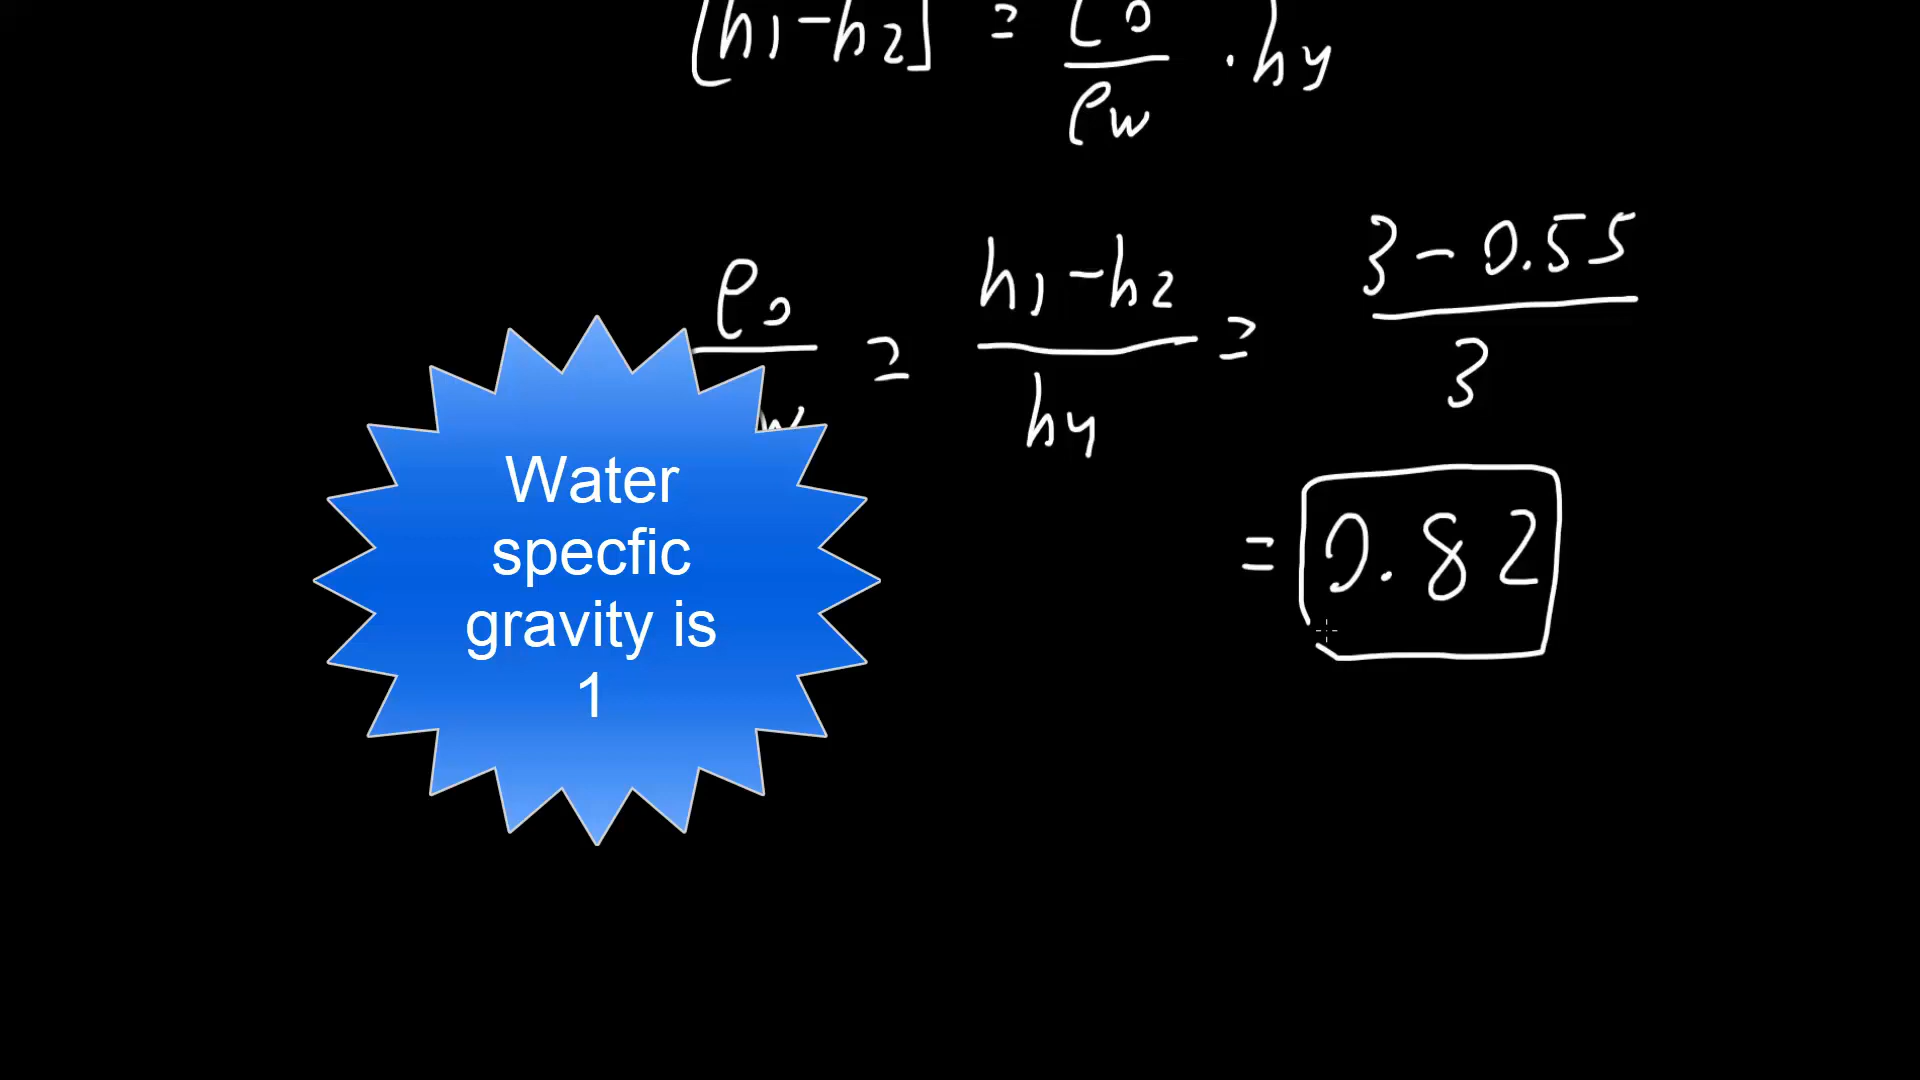 [h1-h2] = ρo/ρw · hy
ρo/w = h1-h2/hy = 3-0.55/3
= 0.82
Water
specfic
gravity is
1